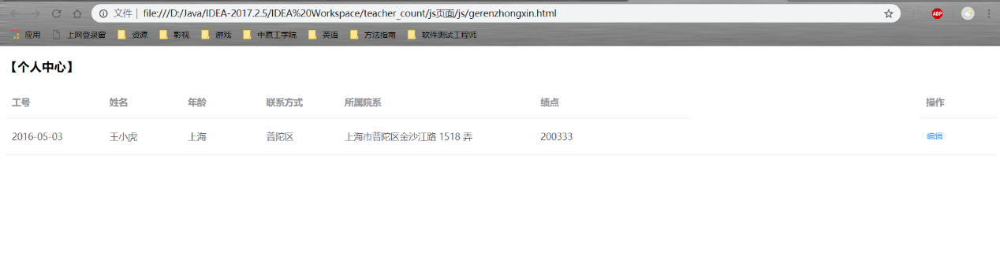 文件 | file:///D:/Java/IDEA-2017.2.5/IDEA%20Workspace/teacher_count/js页面/js/gerenzhongxin.html ABP
应用 上网登录窗 资源 影视 游戏 中原工学院 英语 方法指南 软件测试工程师
【个人中心】
工号 姓名 年龄 联系方式 所属院系 绩点 操作
2016-05-03 王小虎 上海 普陀区 上海市普陀区金沙江路 1518 弄 200333 编辑